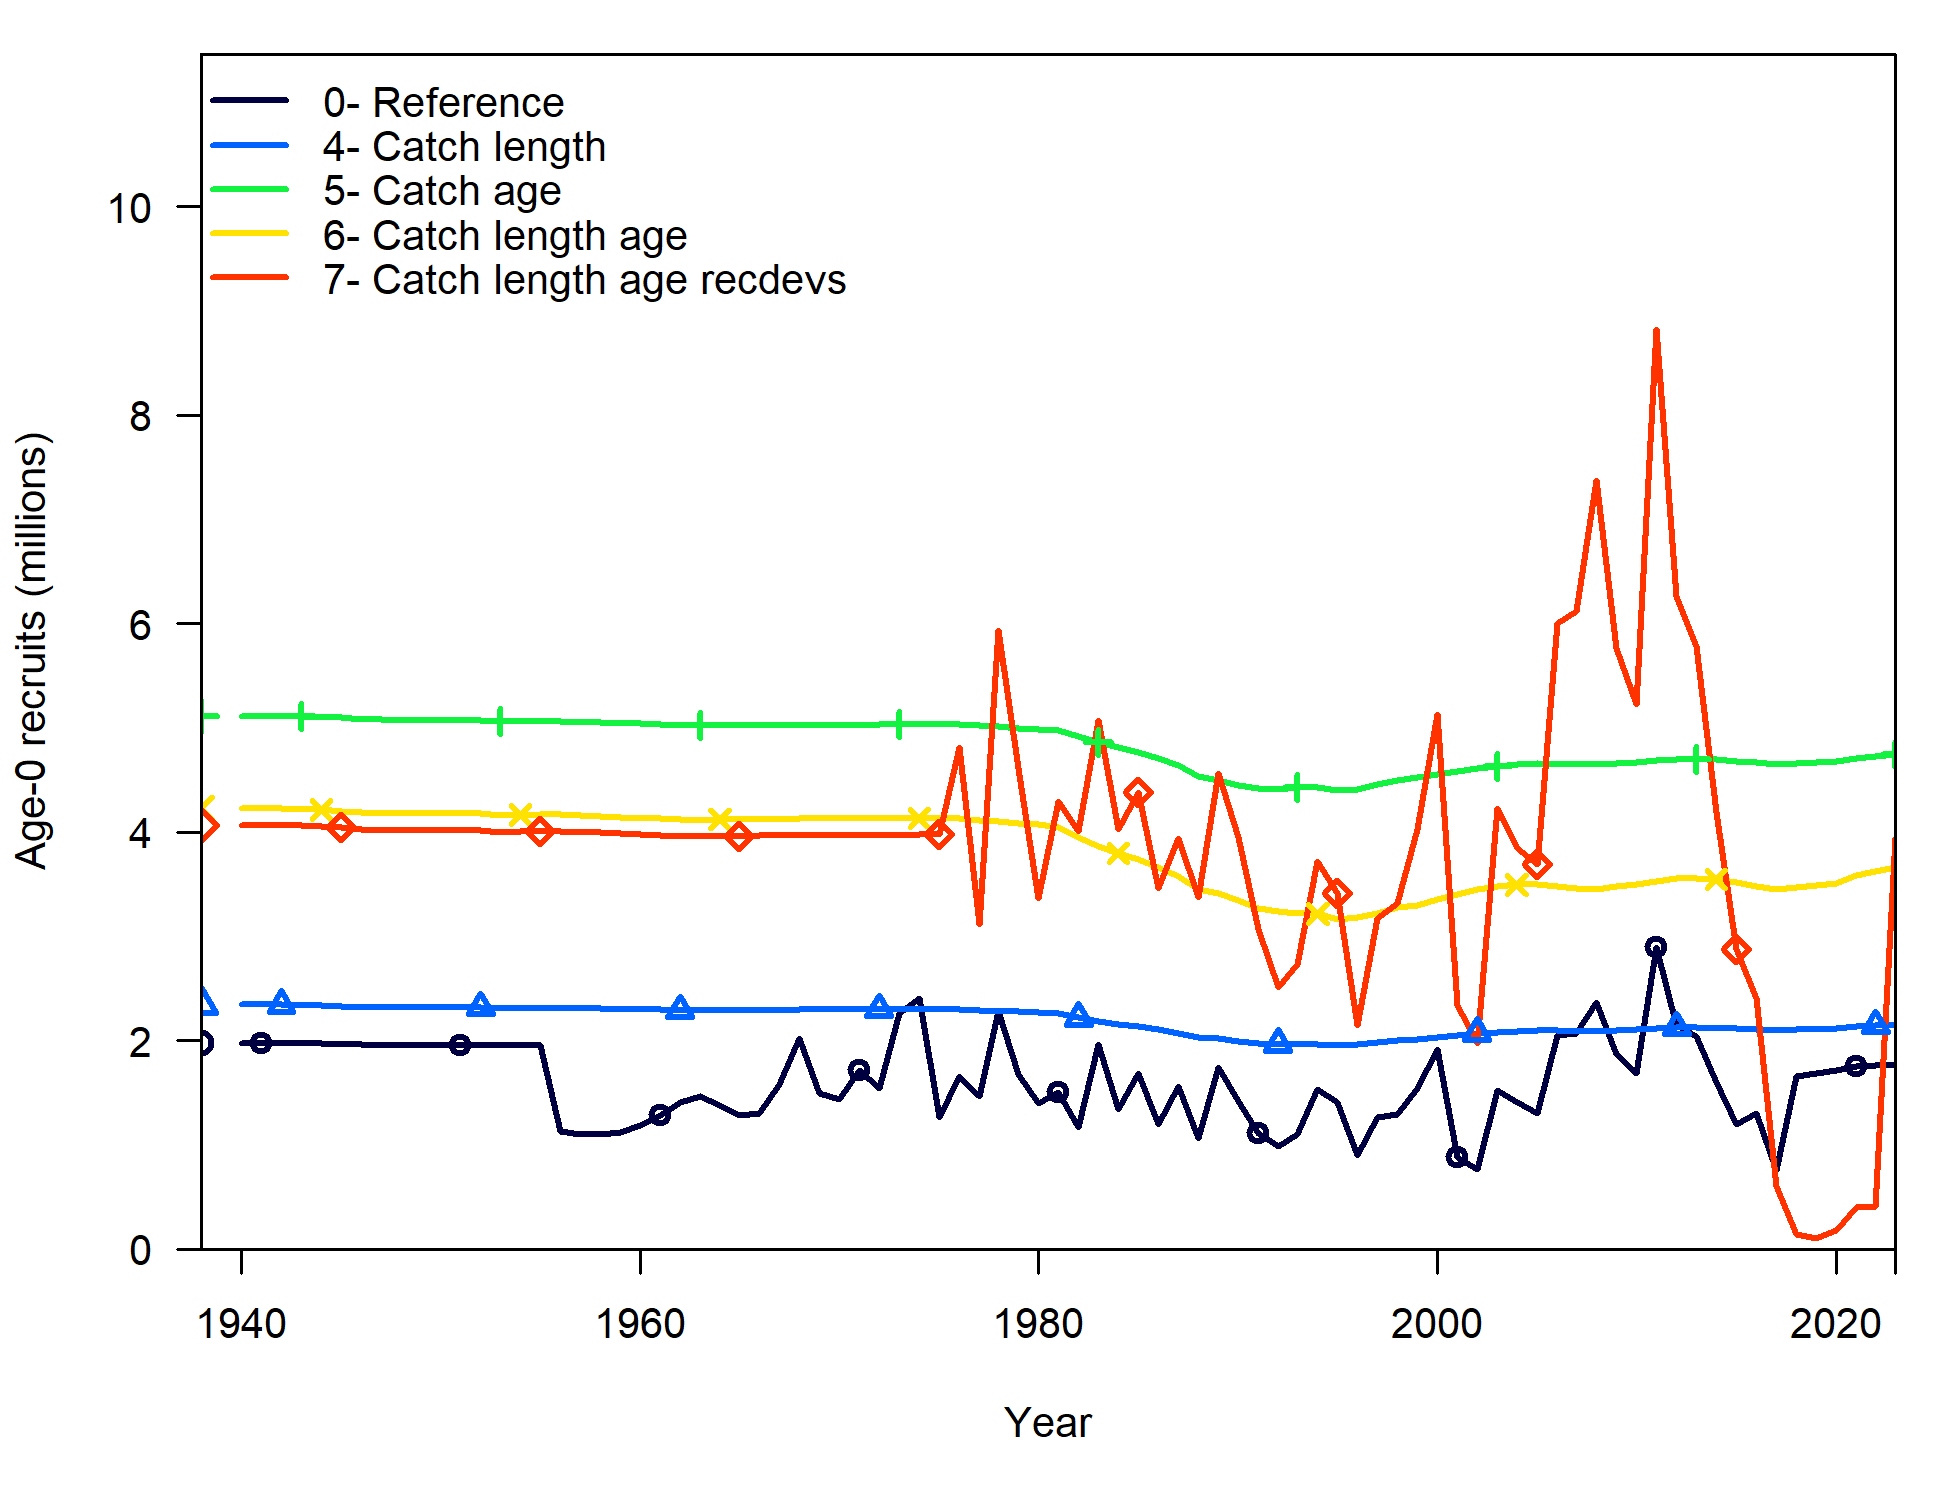 0- Reference
4- Catch length
5- Catch age
6- Catch length age
7- Catch length age recdevs
Age-0 recruits (millions)
10
8
6
4
2
0
1940 1960 1980 2000 2020
Year